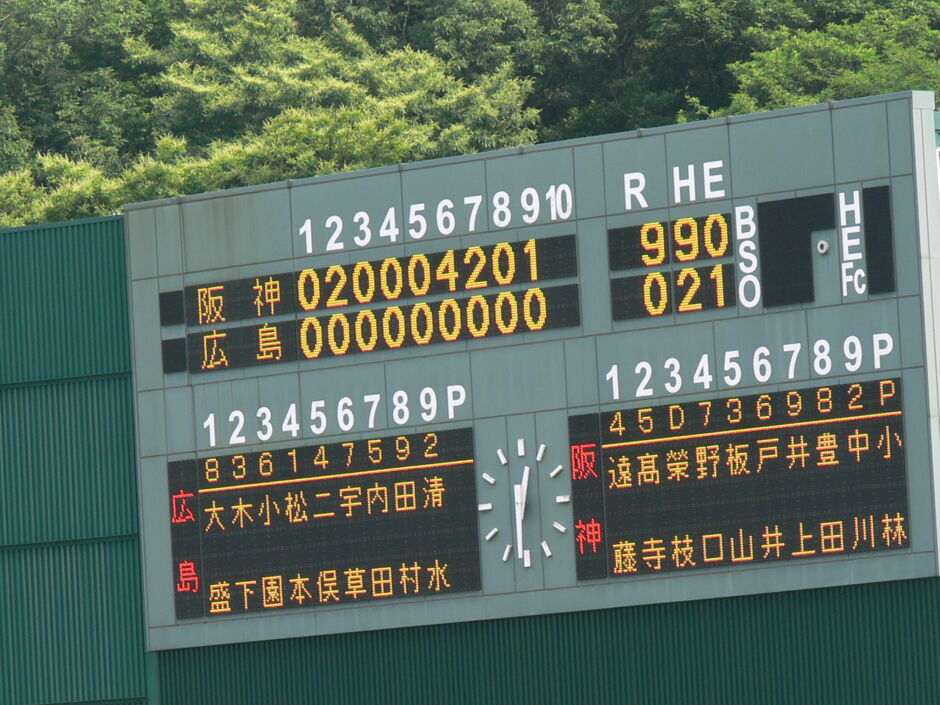 1 2 3 4 5 6 7 8 9 10 R H E
阪神 0 2 0 0 0 4 2 0 1 9 9 0
広島 0 0 0 0 0 0 0 0 0 0 2 1
B
S
O
H
E
FC
1 2 3 4 5 6 7 8 9 P
8 3 6 1 4 7 5 9 2
広島
大木小松二宇内田清
盛下園本俣草田村水
1 2 3 4 5 6 7 8 9 P
4 5 D 7 3 6 9 8 2 P
阪神
遠髙榮野板戸井豊中小
藤寺枝口山井上田川林